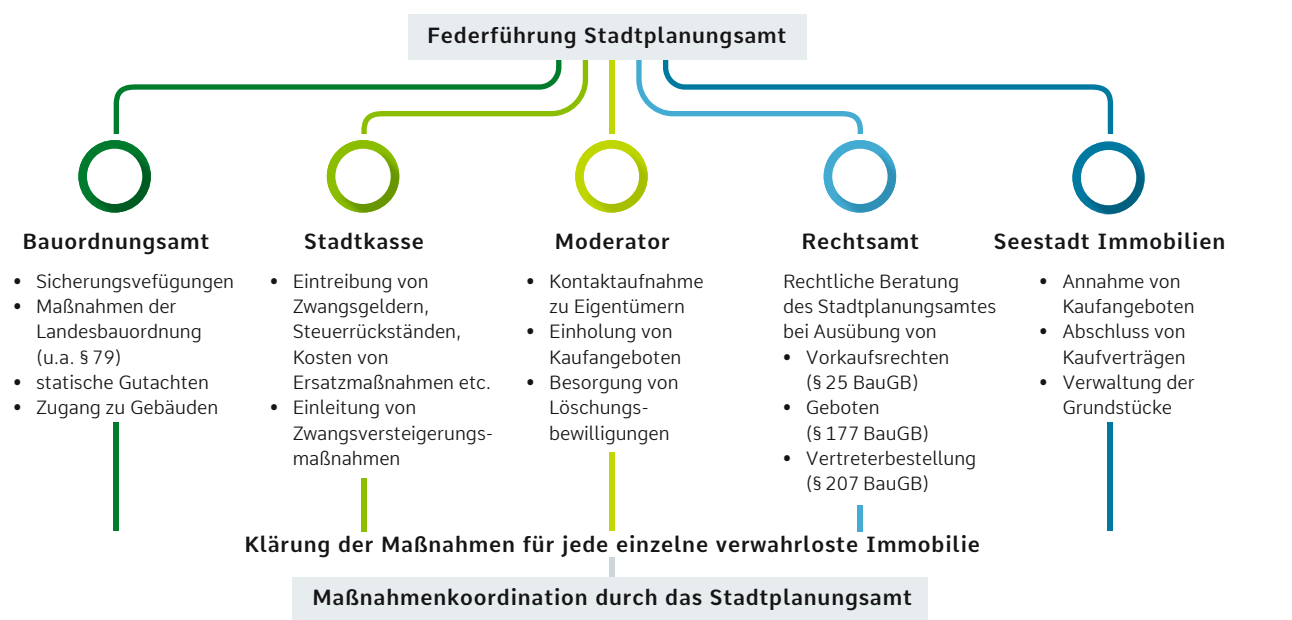 Federführung Stadtplanungsamt
Bauordnungsamt
• Sicherungsvefügungen
• Maßnahmen der
Landesbauordnung
(u.a. § 79)
• statische Gutachten
• Zugang zu Gebäuden
Stadtkasse
• Eintreibung von
Zwangsgeldern,
Steuerrückständen,
Kosten von
Ersatzmaßnahmen etc.
• Einleitung von
Zwangsversteigerungs-
maßnahmen
Moderator
• Kontaktaufnahme
zu Eigentümern
• Einholung von
Kaufangeboten
• Besorgung von
Löschungs-
bewilligungen
Rechtsamt
Rechtliche Beratung
des Stadtplanungsamtes
bei Ausübung von
• Vorkaufsrechten
(§ 25 BauGB)
• Geboten
(§ 177 BauGB)
• Vertreterbestellung
(§ 207 BauGB)
Seestadt Immobilien
• Annahme von
Kaufangeboten
• Abschluss von
Kaufverträgen
• Verwaltung der
Grundstücke
Klärung der Maßnahmen für jede einzelne verwahrloste Immobilie
Maßnahmenkoordination durch das Stadtplanungsamt